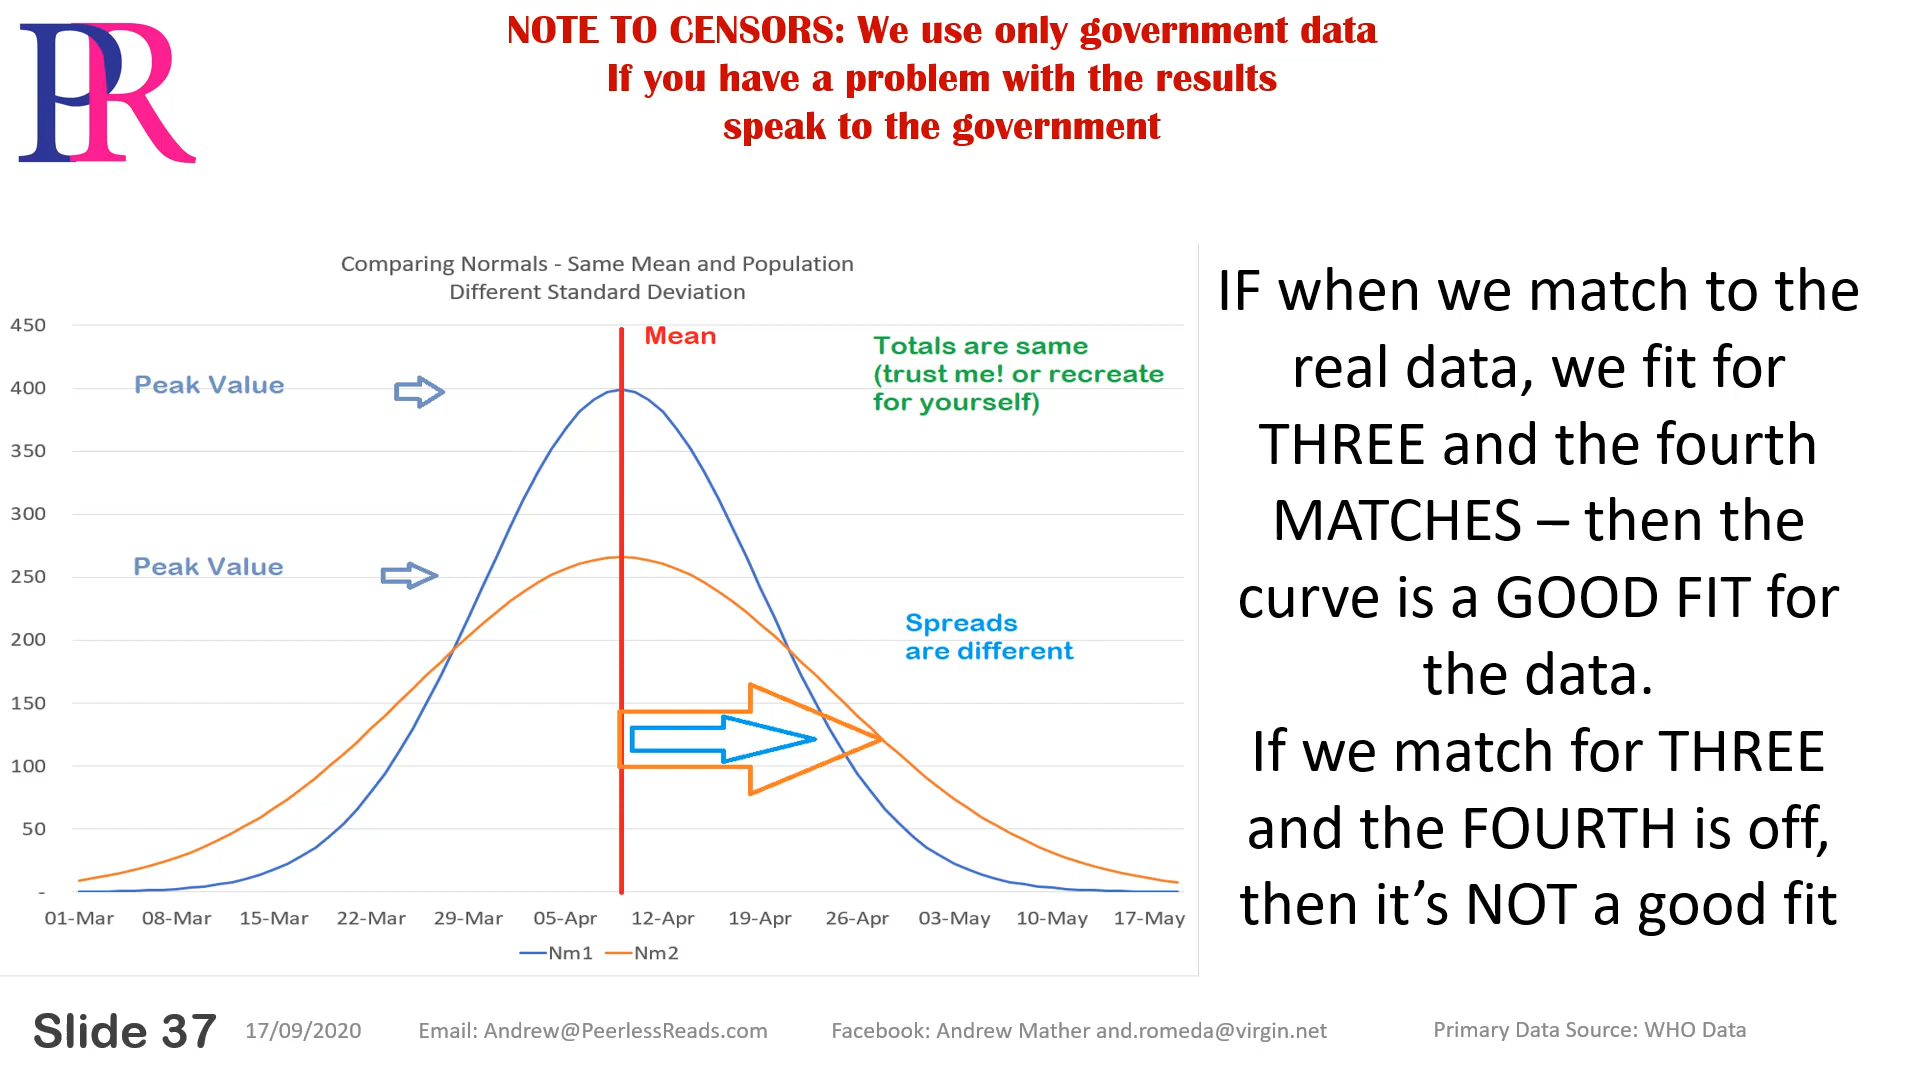 PR
NOTE TO CENSORS: We use only government data
If you have a problem with the results
speak to the government
Comparing Normals - Same Mean and Population
Different Standard Deviation
450
400
350
300
250
200
150
100
50
-
Mean
Peak Value
Peak Value
Totals are same
(trust me! or recreate
for yourself)
Spreads
are different
01-Mar 08-Mar 15-Mar 22-Mar 29-Mar 05-Apr 12-Apr 19-Apr 26-Apr 03-May 10-May 17-May
Nm1 Nm2
IF when we match to the
real data, we fit for
THREE and the fourth
MATCHES – then the
curve is a GOOD FIT for
the data.
If we match for THREE
and the FOURTH is off,
then it’s NOT a good fit
Slide 37 17/09/2020 Email: Andrew@PeerlessReads.com Facebook: Andrew Mather and.romeda@virgin.net Primary Data Source: WHO Data